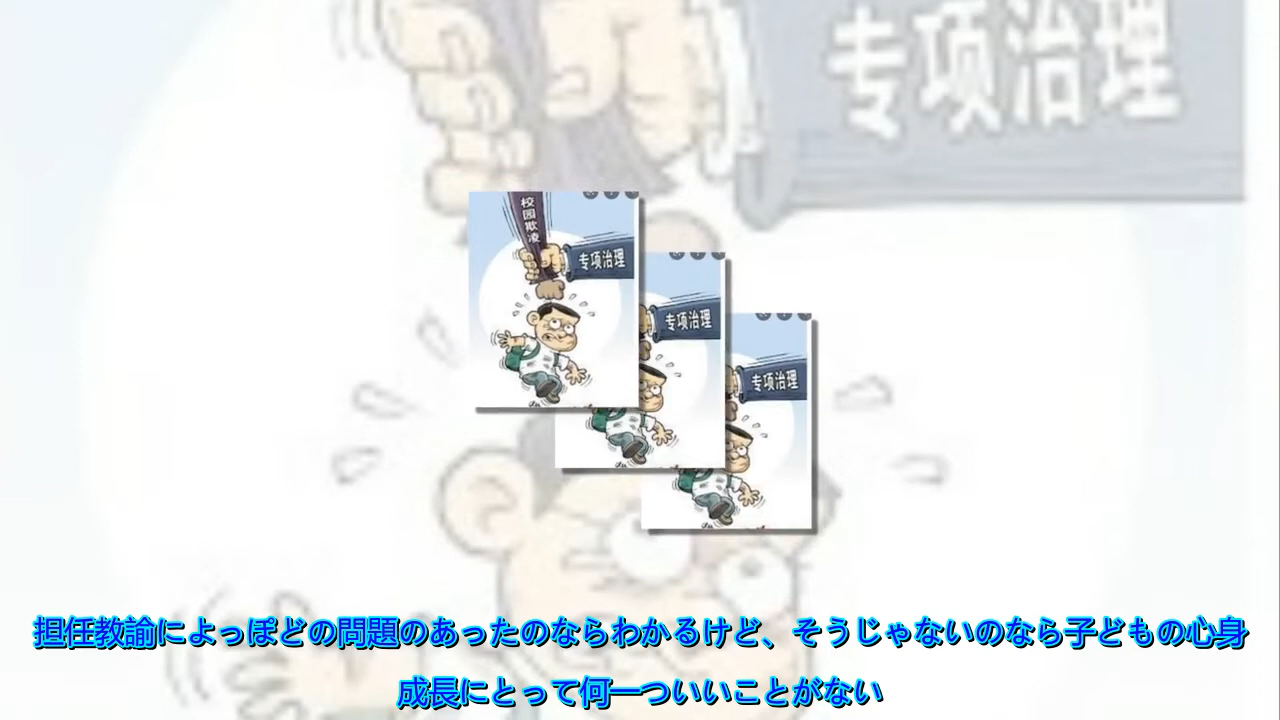 专项治理
校园欺凌
专项治理
专项治理
专项治理
担任教諭によっぽどの問題のあったのならわかるけど、そうじゃないのなら子どもの心身
成長にとって何一ついいことがない